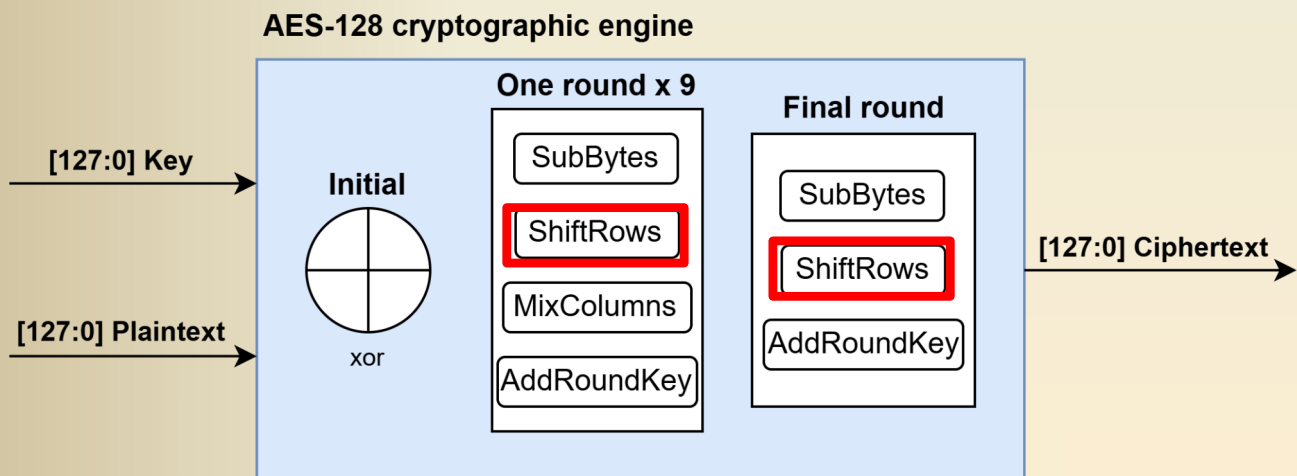 AES-128 cryptographic engine
[127:0] Key
[127:0] Plaintext
Initial
xor
One round x 9
SubBytes
ShiftRows
MixColumns
AddRoundKey
Final round
SubBytes
ShiftRows
AddRoundKey
[127:0] Ciphertext